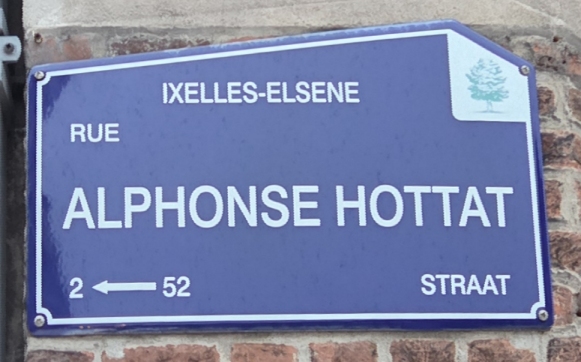 IXELLES-ELSENE
RUE
ALPHONSE HOTTAT
2 ← 52 STRAAT